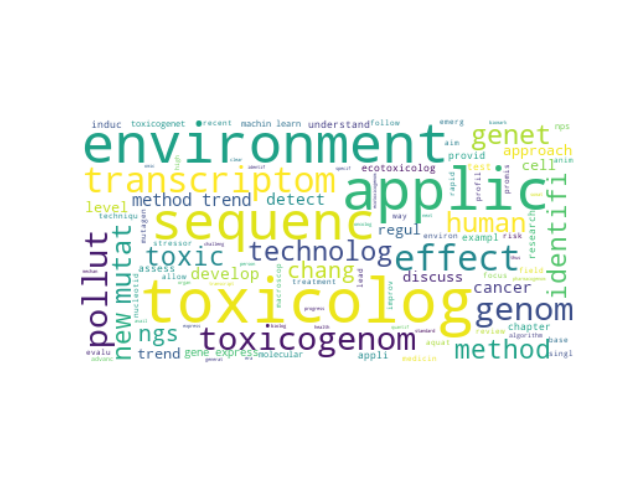 induc toxicogenet recent machin learn understand follow emerg
environment genet nps
aim provid approach
transcriptom ecotoxicolog test cell anim
high rapid profil promis
method trend detect applic identifi
level sequenc way human research
techniqu mutagen regul environ exampl risk
pollut new mutat stressor technolog effect
toxic chang discuss
assess develop focus field
nucleotid allow treatment lead cancer
macroscop improv
toxicolog genom
progress chapter
ngs toxicogenom health standard review algorithm
trend gene express molecular appli aquat method base
evalu medicin singl